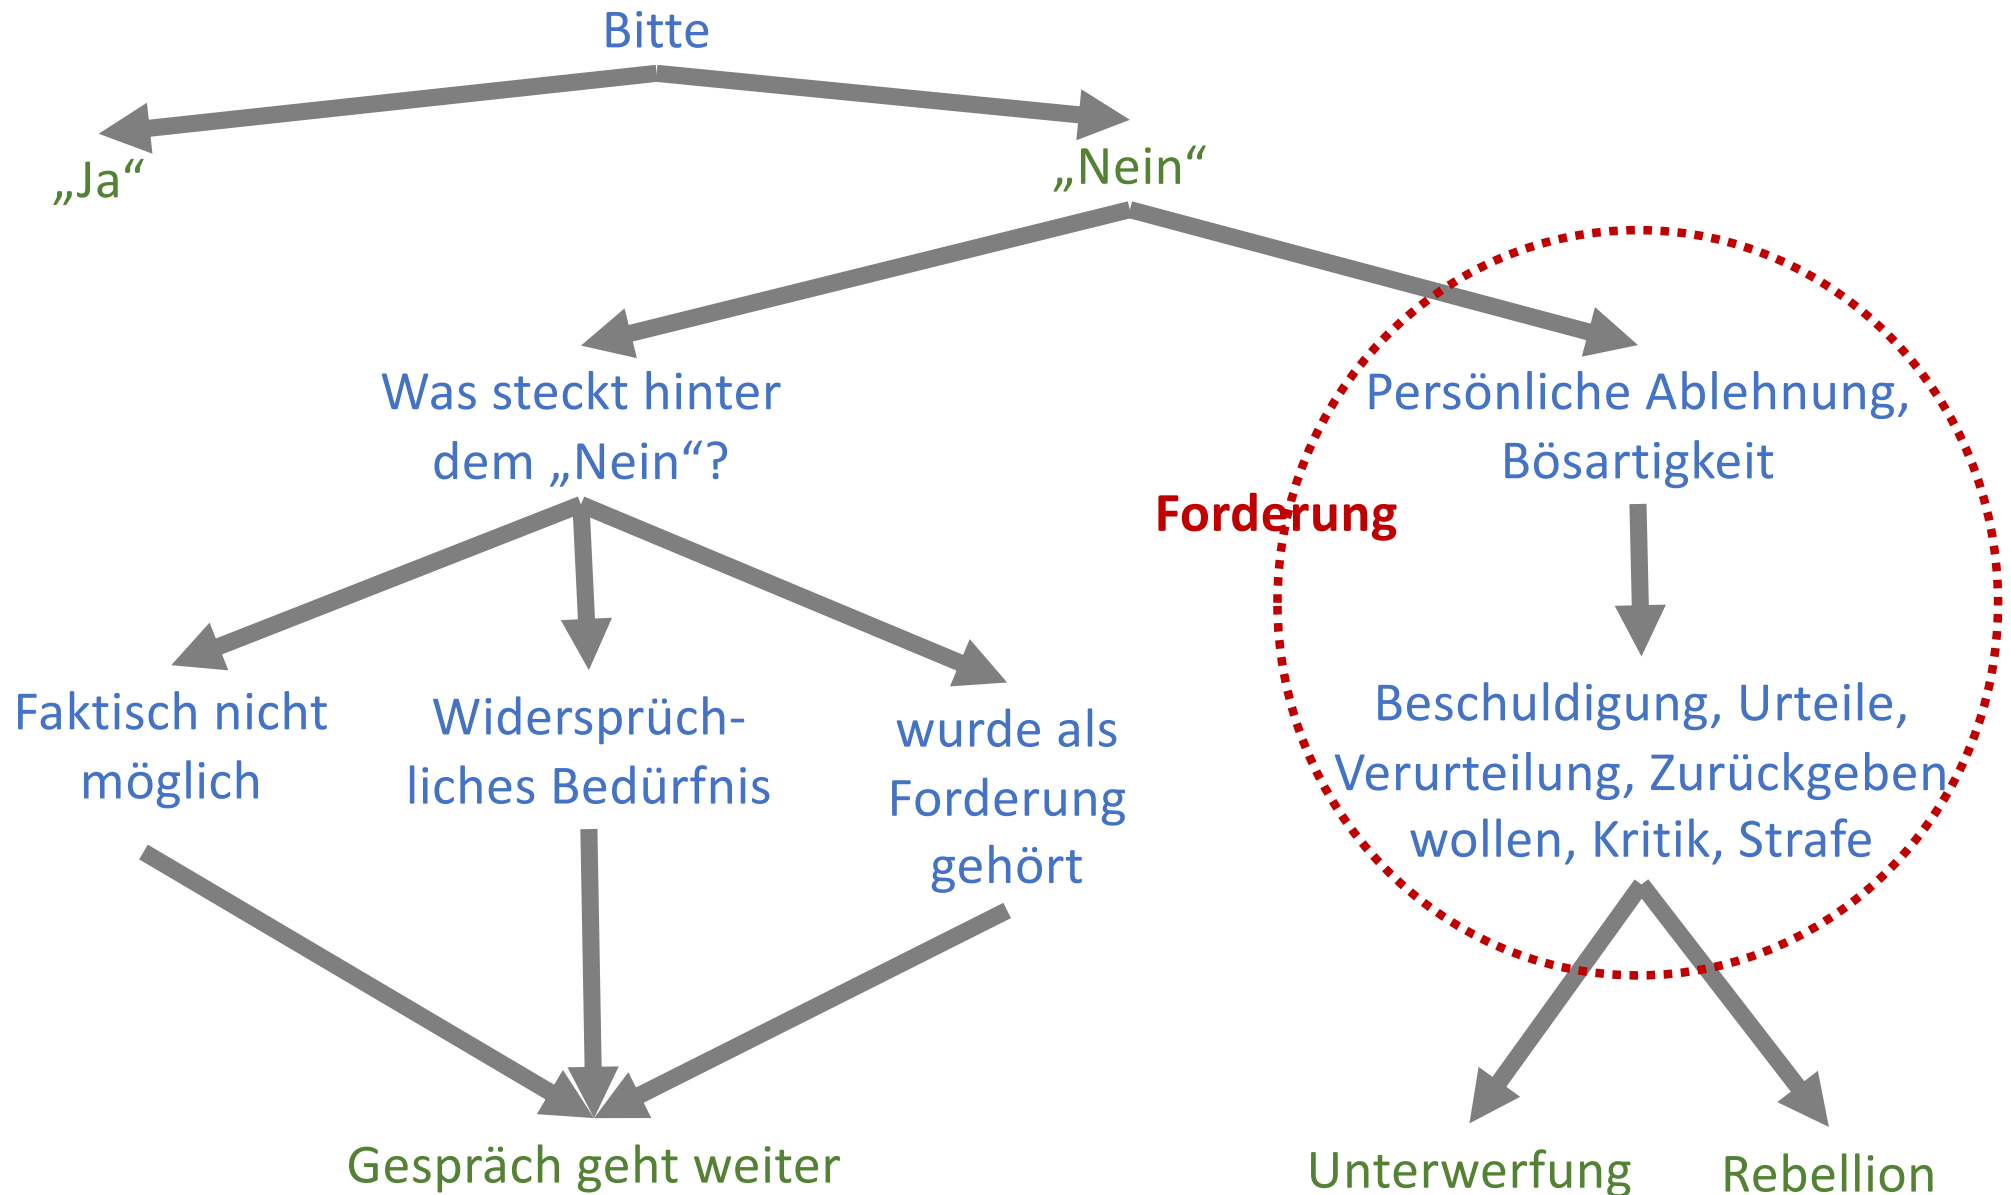 Bitte
„Ja“
„Nein“
Was steckt hinter
dem „Nein“?
Persönliche Ablehnung,
Bösartigkeit
Forderung
Faktisch nicht
möglich
Widersprüch-
liches Bedürfnis
wurde als
Forderung
gehört
Beschuldigung, Urteile,
Verurteilung, Zurückgeben
wollen, Kritik, Strafe
Gespräch geht weiter
Unterwerfung
Rebellion